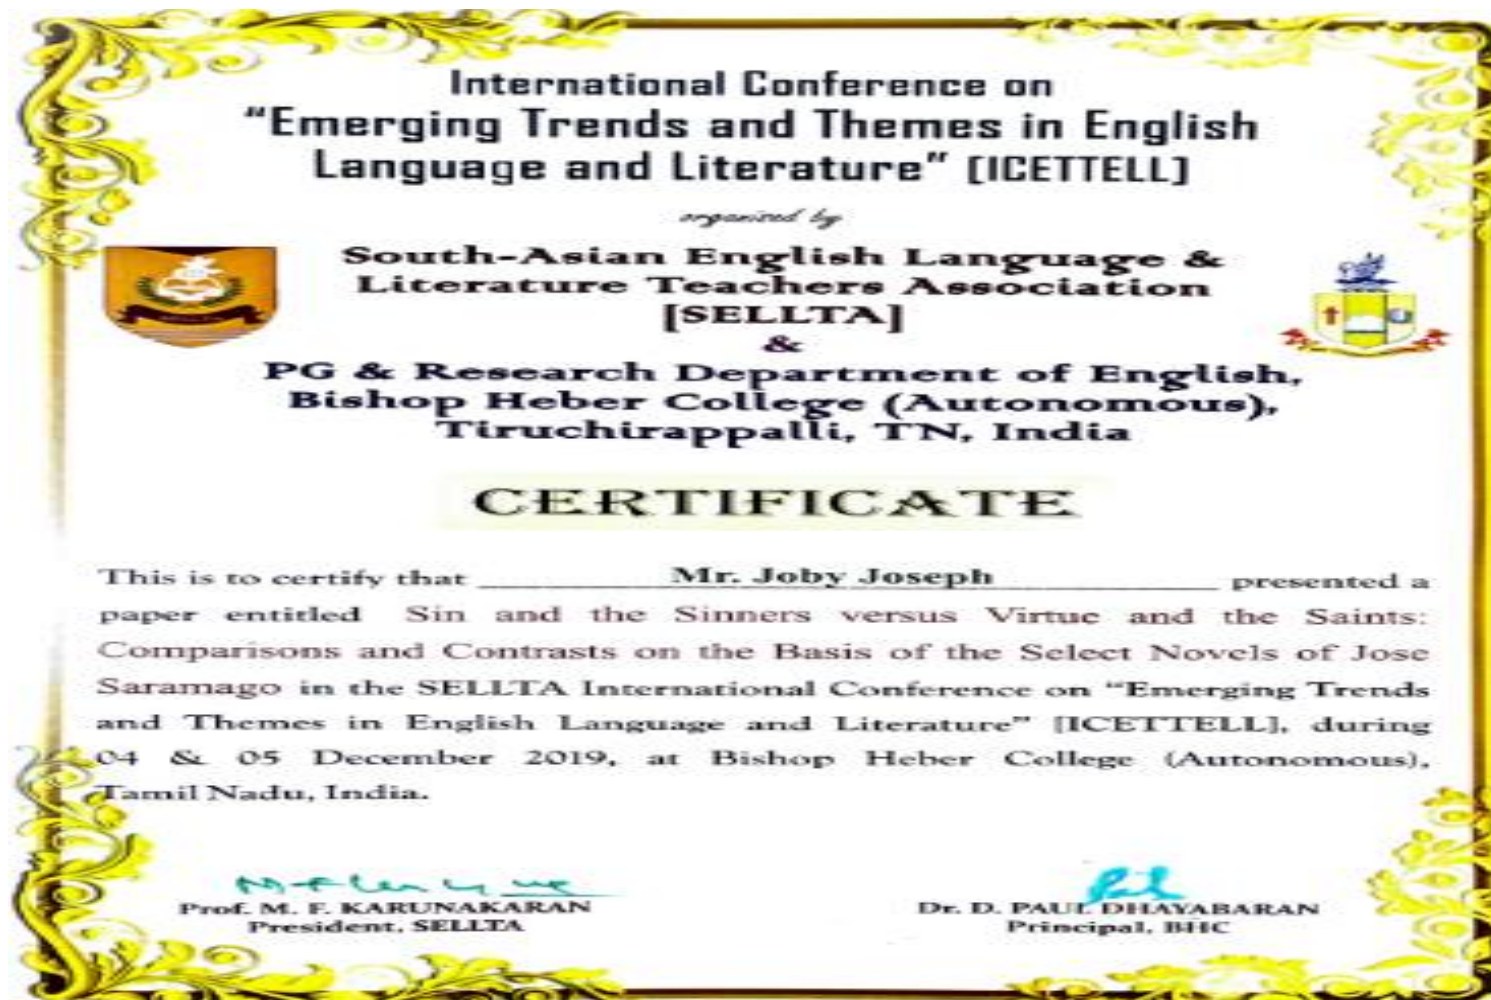 International Conference on
"Emerging Trends and Themes in English
Language and Literature" [ICETTELL]
organized by
South-Asian English Language &
Literature Teachers Association
[SELLTA]
&
PG & Research Department of English,
Bishop Heber College (Autonomous),
Tiruchirappalli, TN, India
CERTIFICATE
This is to certify that Mr. Joby Joseph presented a
paper entitled Sin and the Sinners versus Virtue and the Saints:
Comparisons and Contrasts on the Basis of the Select Novels of Jose
Saramago in the SELLTA International Conference on "Emerging Trends
and Themes in English Language and Literature" [ICETTELL], during
04 & 05 December 2019, at Bishop Heber College (Autonomous),
Tamil Nadu, India.
Prof. M. F. KARUNAKARAN
President, SELLTA
Dr. D. PAUL DHAYABARAN
Principal, BHC